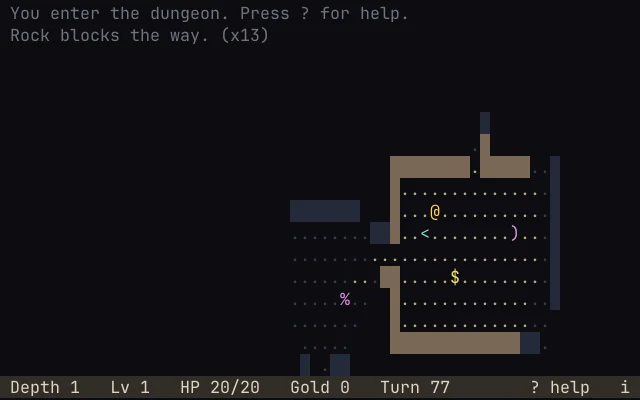 You enter the dungeon. Press ? for help.
Rock blocks the way. (x13)
@
< )
$
%
Depth 1 Lv 1 HP 20/20 Gold 0 Turn 77 ? help i